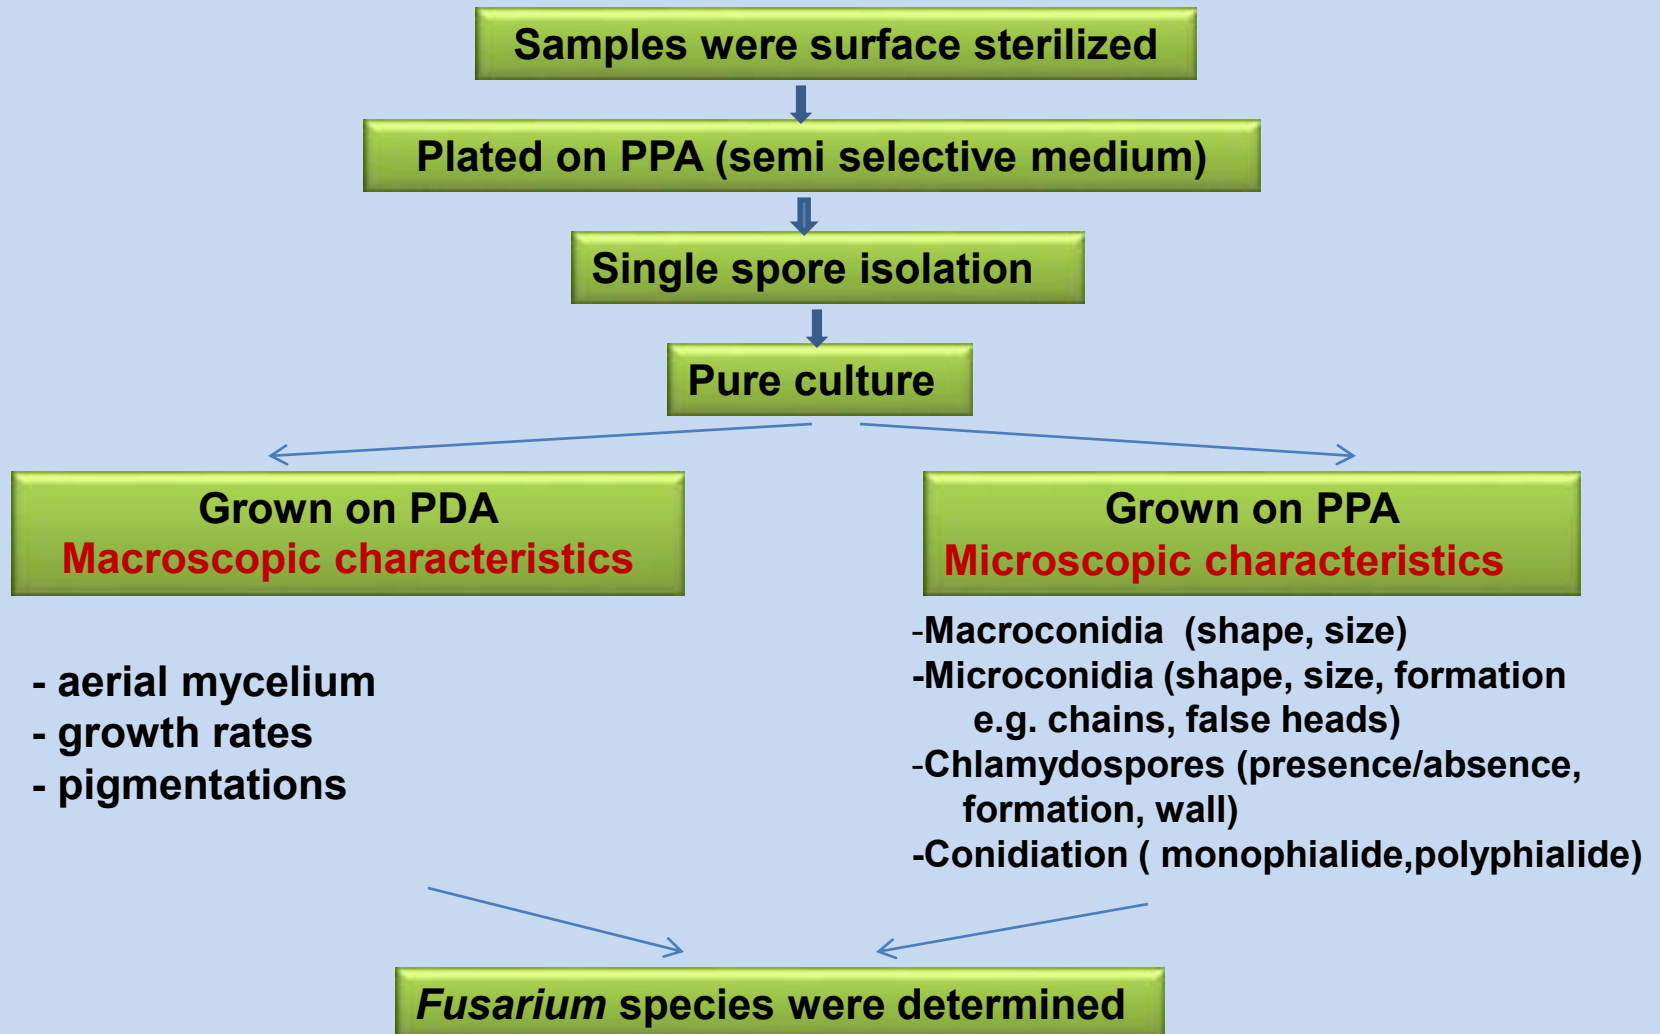 Samples were surface sterilized
Plated on PPA (semi selective medium)
Single spore isolation
Pure culture
Grown on PDA
Macroscopic characteristics
- aerial mycelium
- growth rates
- pigmentations
Grown on PPA
Microscopic characteristics
-Macroconidia (shape, size)
-Microconidia (shape, size, formation
e.g. chains, false heads)
-Chlamydospores (presence/absence,
formation, wall)
-Conidiation ( monophialide,polyphialide)
Fusarium species were determined